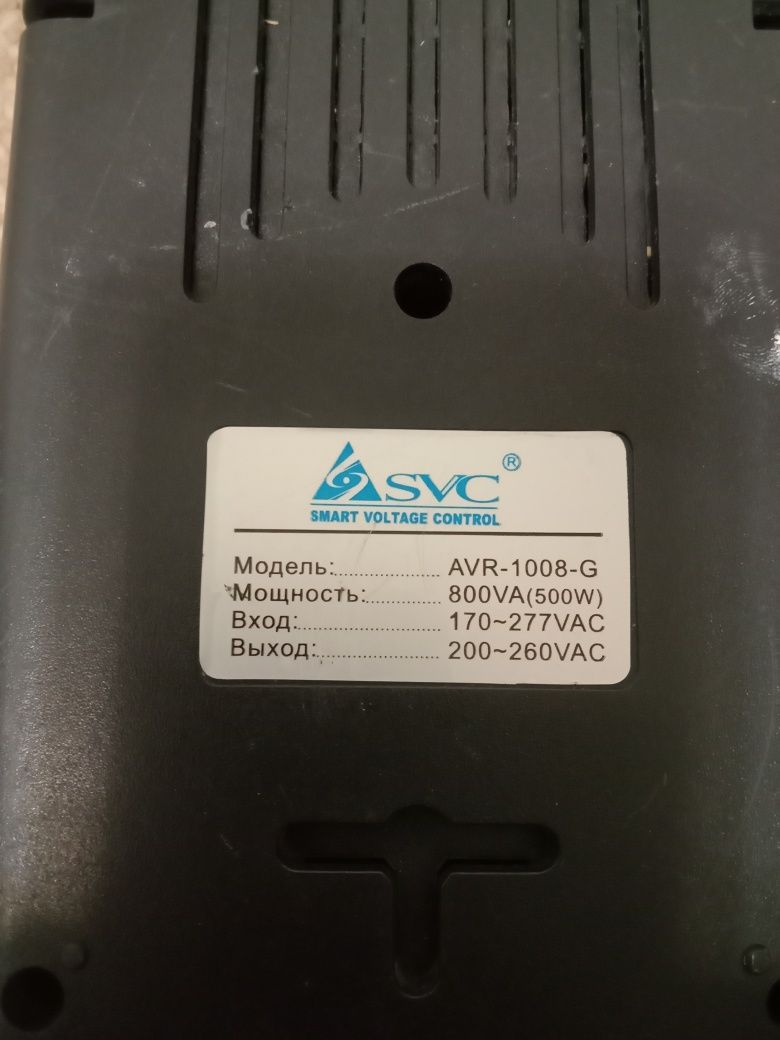 SVC®
SMART VOLTAGE CONTROL
Модель:........................ AVR-1008-G
Мощность:.................. 800VA(500W)
Вход:................................ 170~277VAC
Выход:............................ 200~260VAC